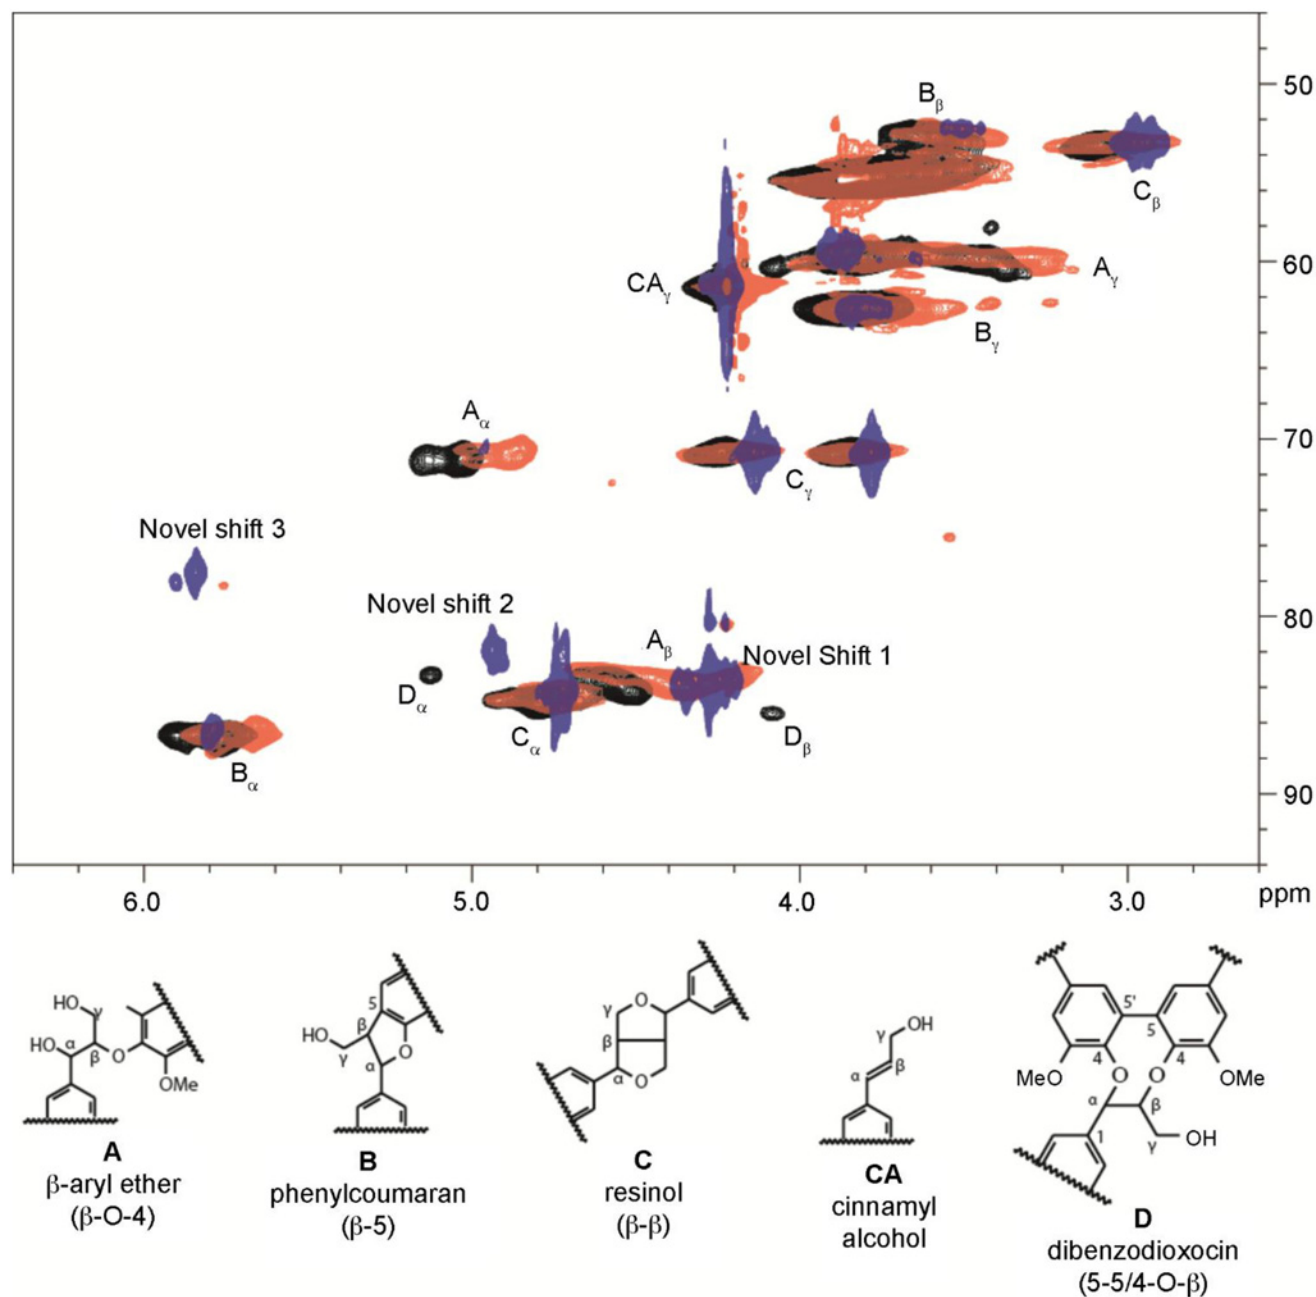 50
Bβ
Cβ
60
CAγ
Aγ
Bγ
Aα
70
Cγ
Novel shift 3
Novel shift 2
80
Aβ
Novel Shift 1
Dα
Cα
Dβ
Bα
90
6.0 5.0 4.0 3.0 ppm
HO γ
HO α β O
OMe
A
β-aryl ether
(β-O-4)
5
HO β
γ α O
B
phenylcoumaran
(β-5)
γ O
β
α O
C
resinol
(β-β)
γ OH
α β
CA
cinnamyl
alcohol
5' 5
4 4
MeO O O OMe
α β
1 γ OH
D
dibenzodioxocin
(5-5/4-O-β)